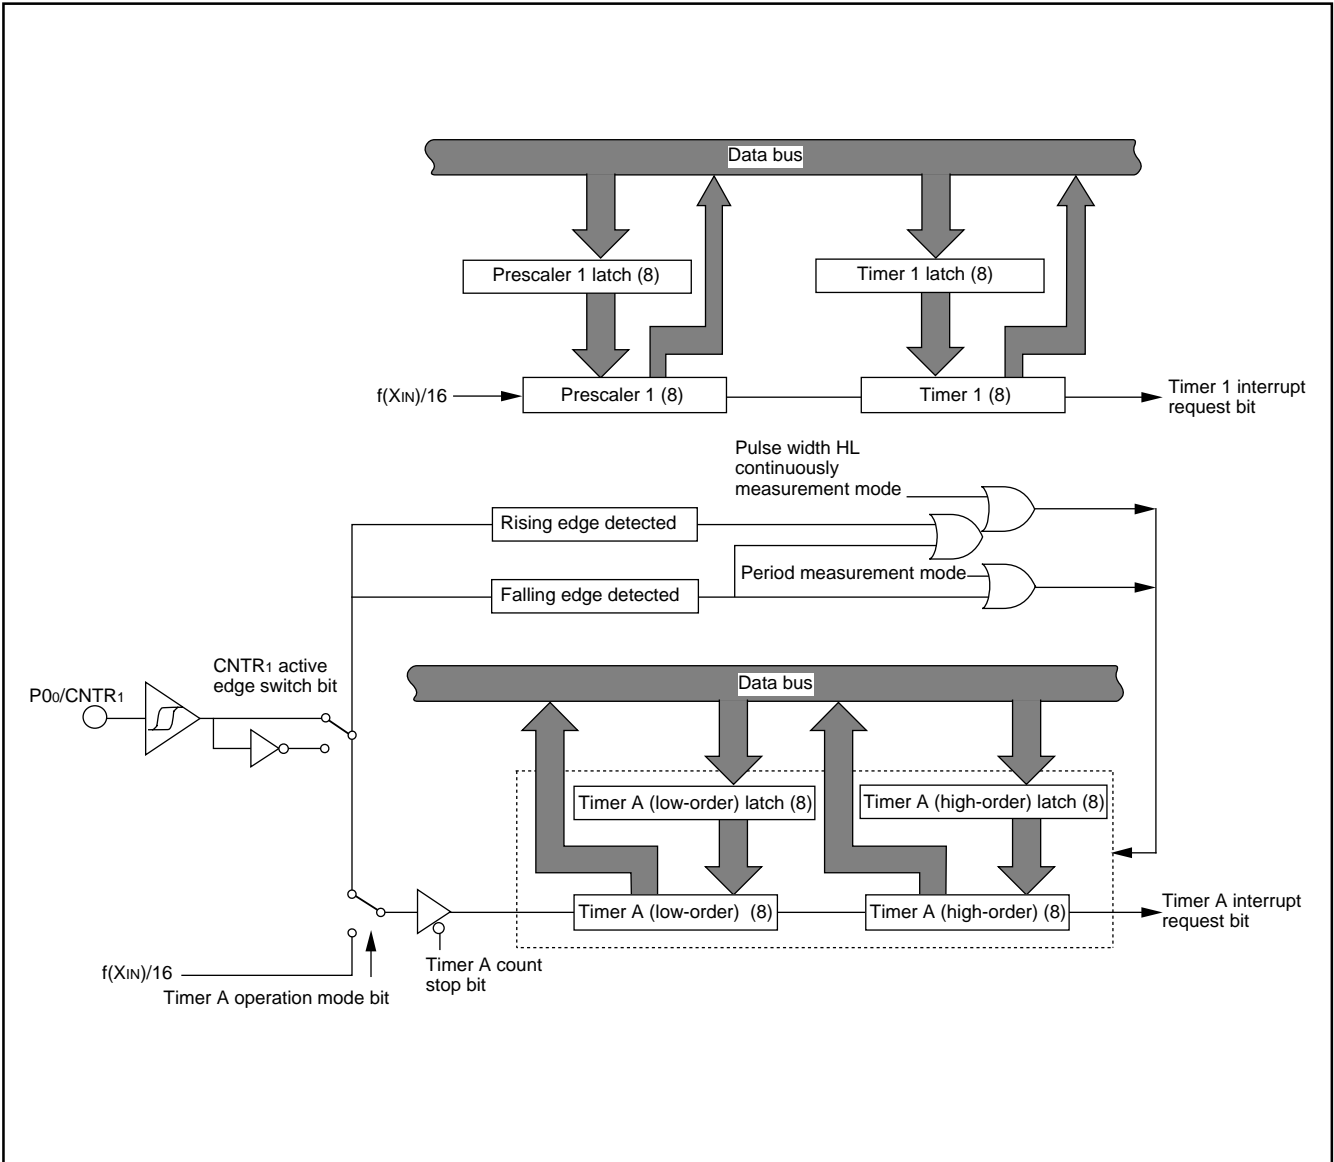 Data bus
Prescaler 1 latch (8)
Timer 1 latch (8)
f(XIN)/16
Prescaler 1 (8)
Timer 1 (8)
Timer 1 interrupt
request bit
Pulse width HL
continuously
measurement mode
Rising edge detected
Period measurement mode
Falling edge detected
CNTR1 active
edge switch bit
P00/CNTR1
Data bus
Timer A (low-order) latch (8)
Timer A (high-order) latch (8)
Timer A (low-order) (8)
Timer A (high-order) (8)
Timer A interrupt
request bit
f(XIN)/16
Timer A operation mode bit
Timer A count
stop bit